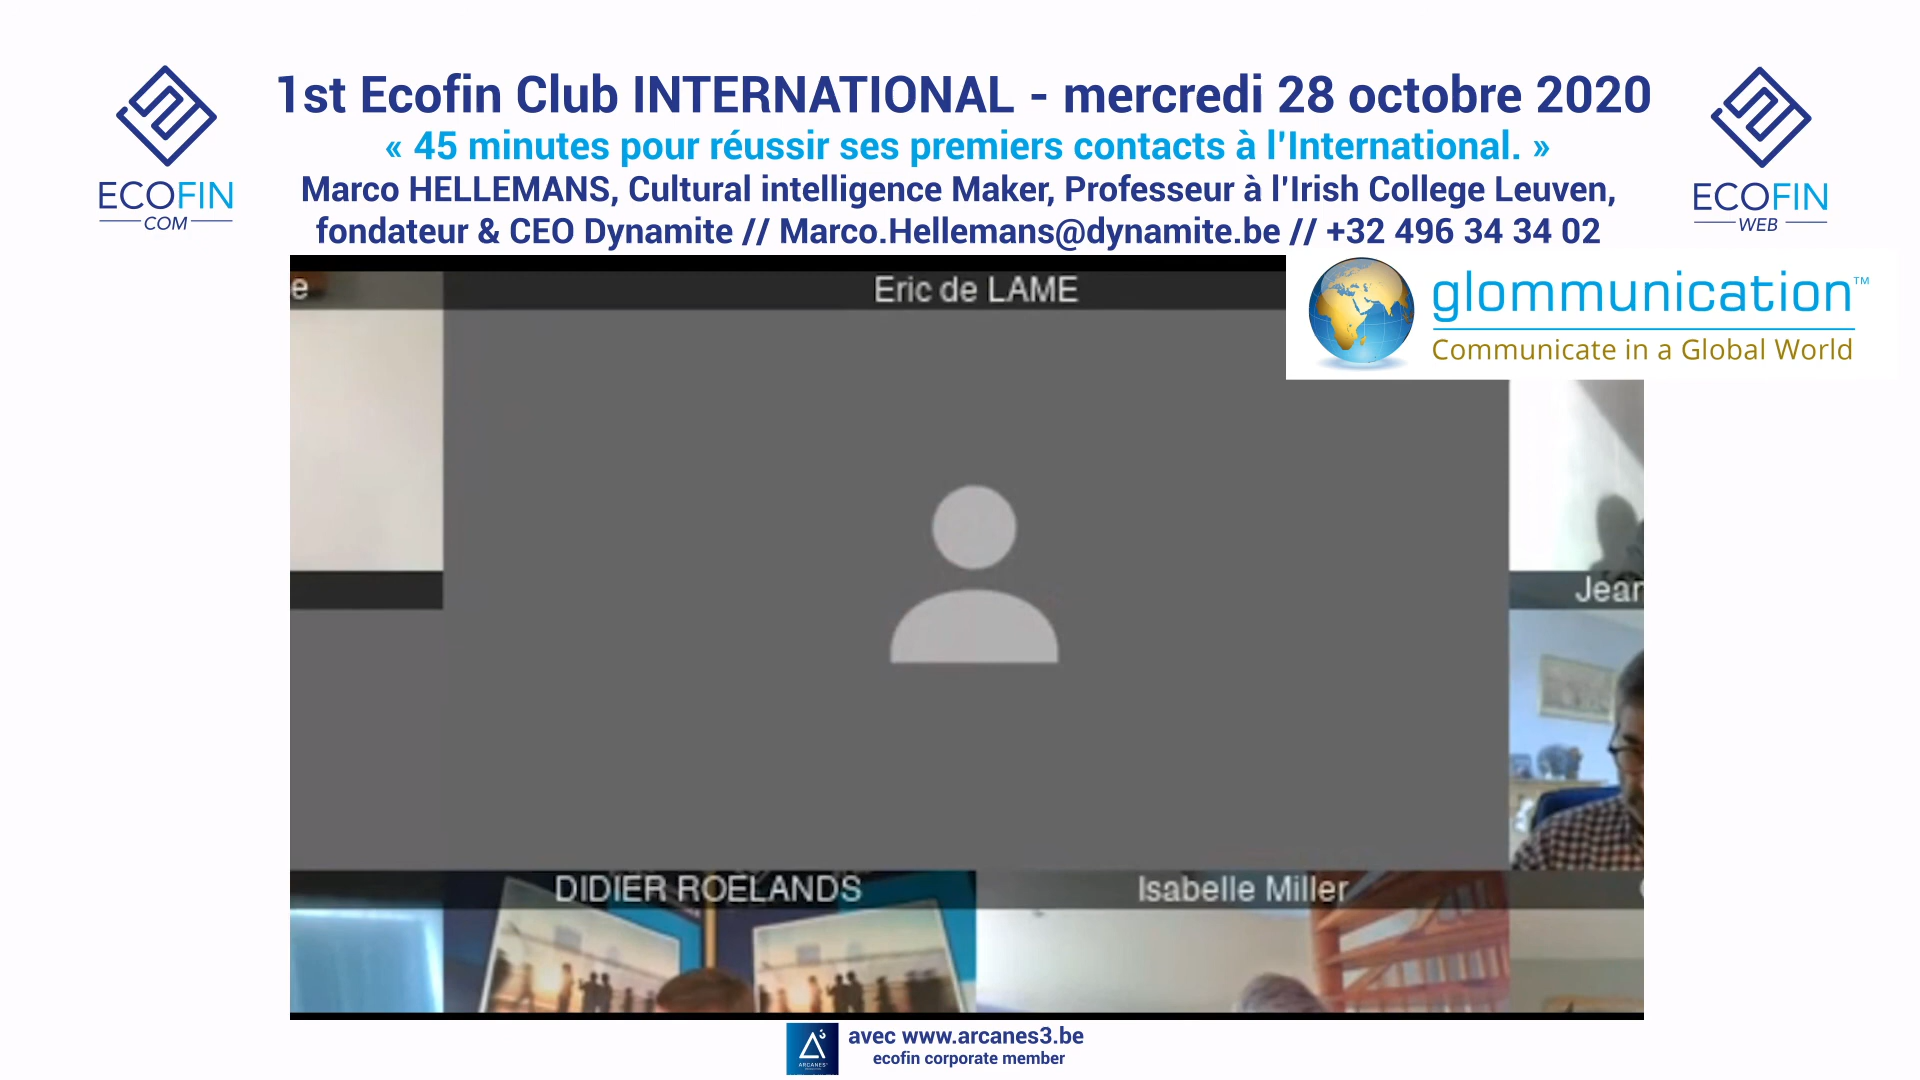 1st Ecofin Club INTERNATIONAL - mercredi 28 octobre 2020
« 45 minutes pour réussir ses premiers contacts à l'International. »
Marco HELLEMANS, Cultural intelligence Maker, Professeur à l'Irish College Leuven,
fondateur & CEO Dynamite // Marco.Hellemans@dynamite.be // +32 496 34 34 02
ECOFIN
COM
ECOFIN
WEB
glommunication™
Communicate in a Global World
e
Eric de LAME
Jean
DIDIER ROELANDS
Isabelle Miller
ARCANES³
avec www.arcanes3.be
ecofin corporate member